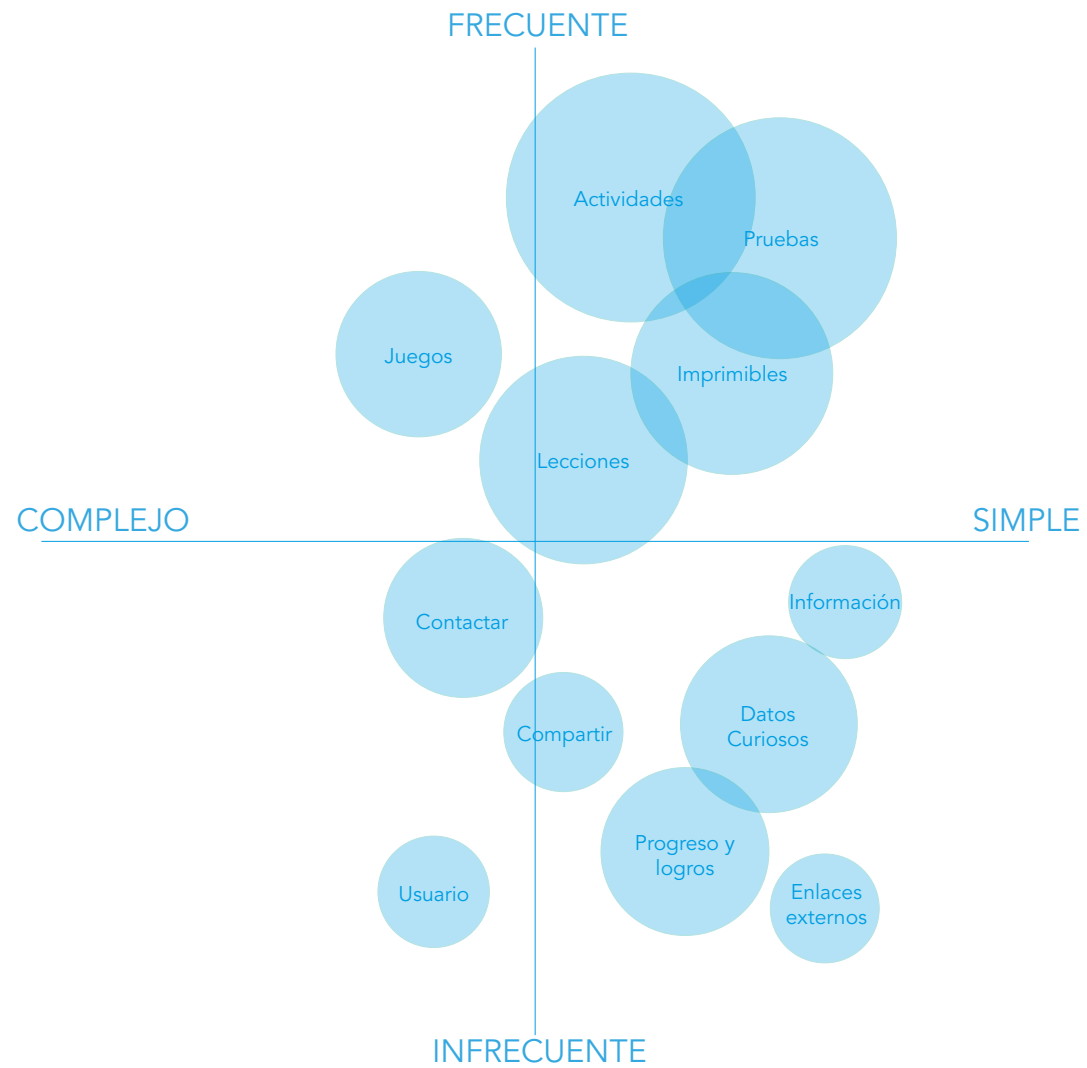 FRECUENTE
Actividades
Pruebas
Juegos
Imprimibles
Lecciones
COMPLEJO
SIMPLE
Información
Contactar
Datos
Curiosos
Compartir
Progreso y
logros
Usuario
Enlaces
externos
INFRECUENTE